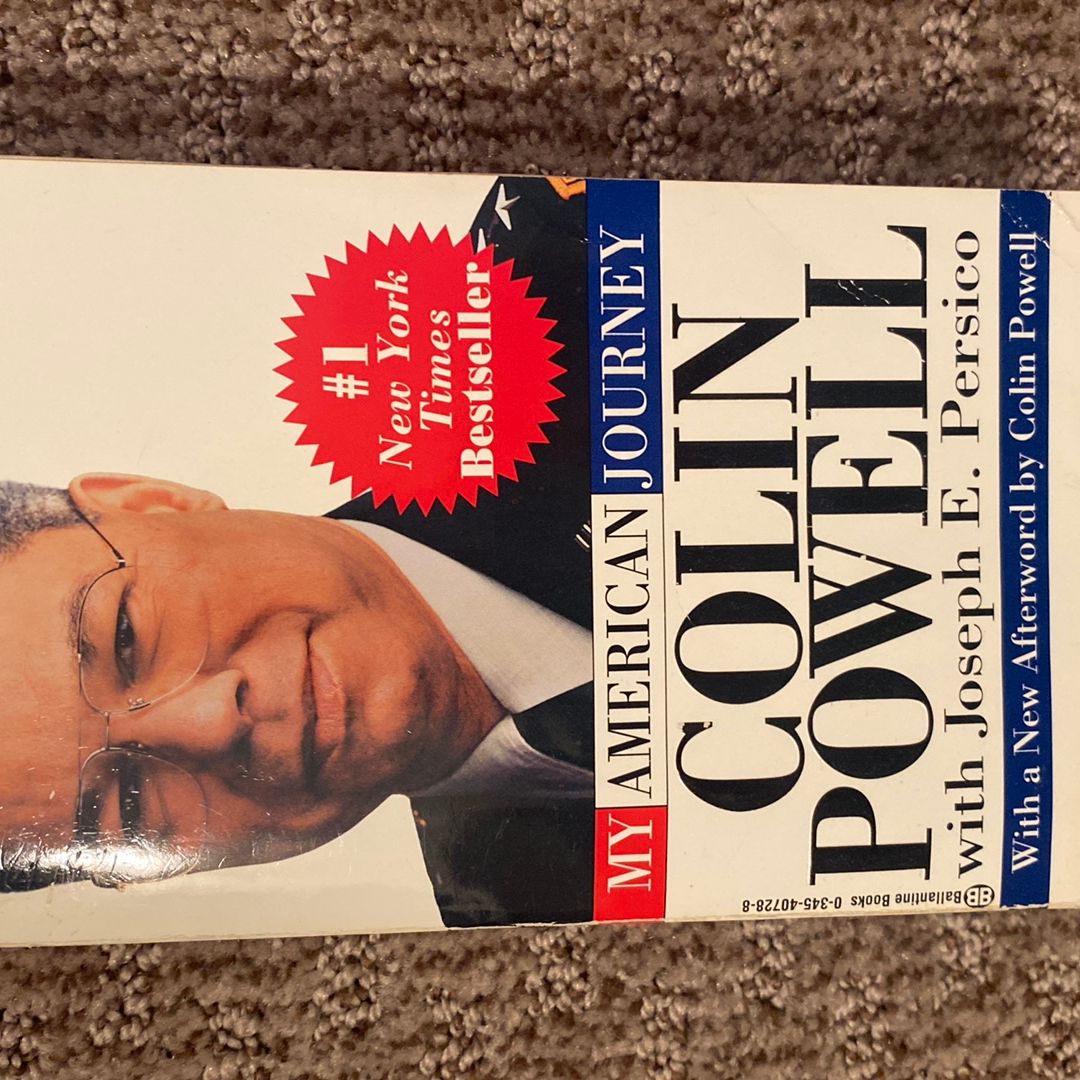 #1
New York
Times
Bestseller
MY AMERICAN JOURNEY
COLIN
POWELL
with Joseph E. Persico
With a New Afterword by Colin Powell
BB Ballantine Books 0-345-40728-8